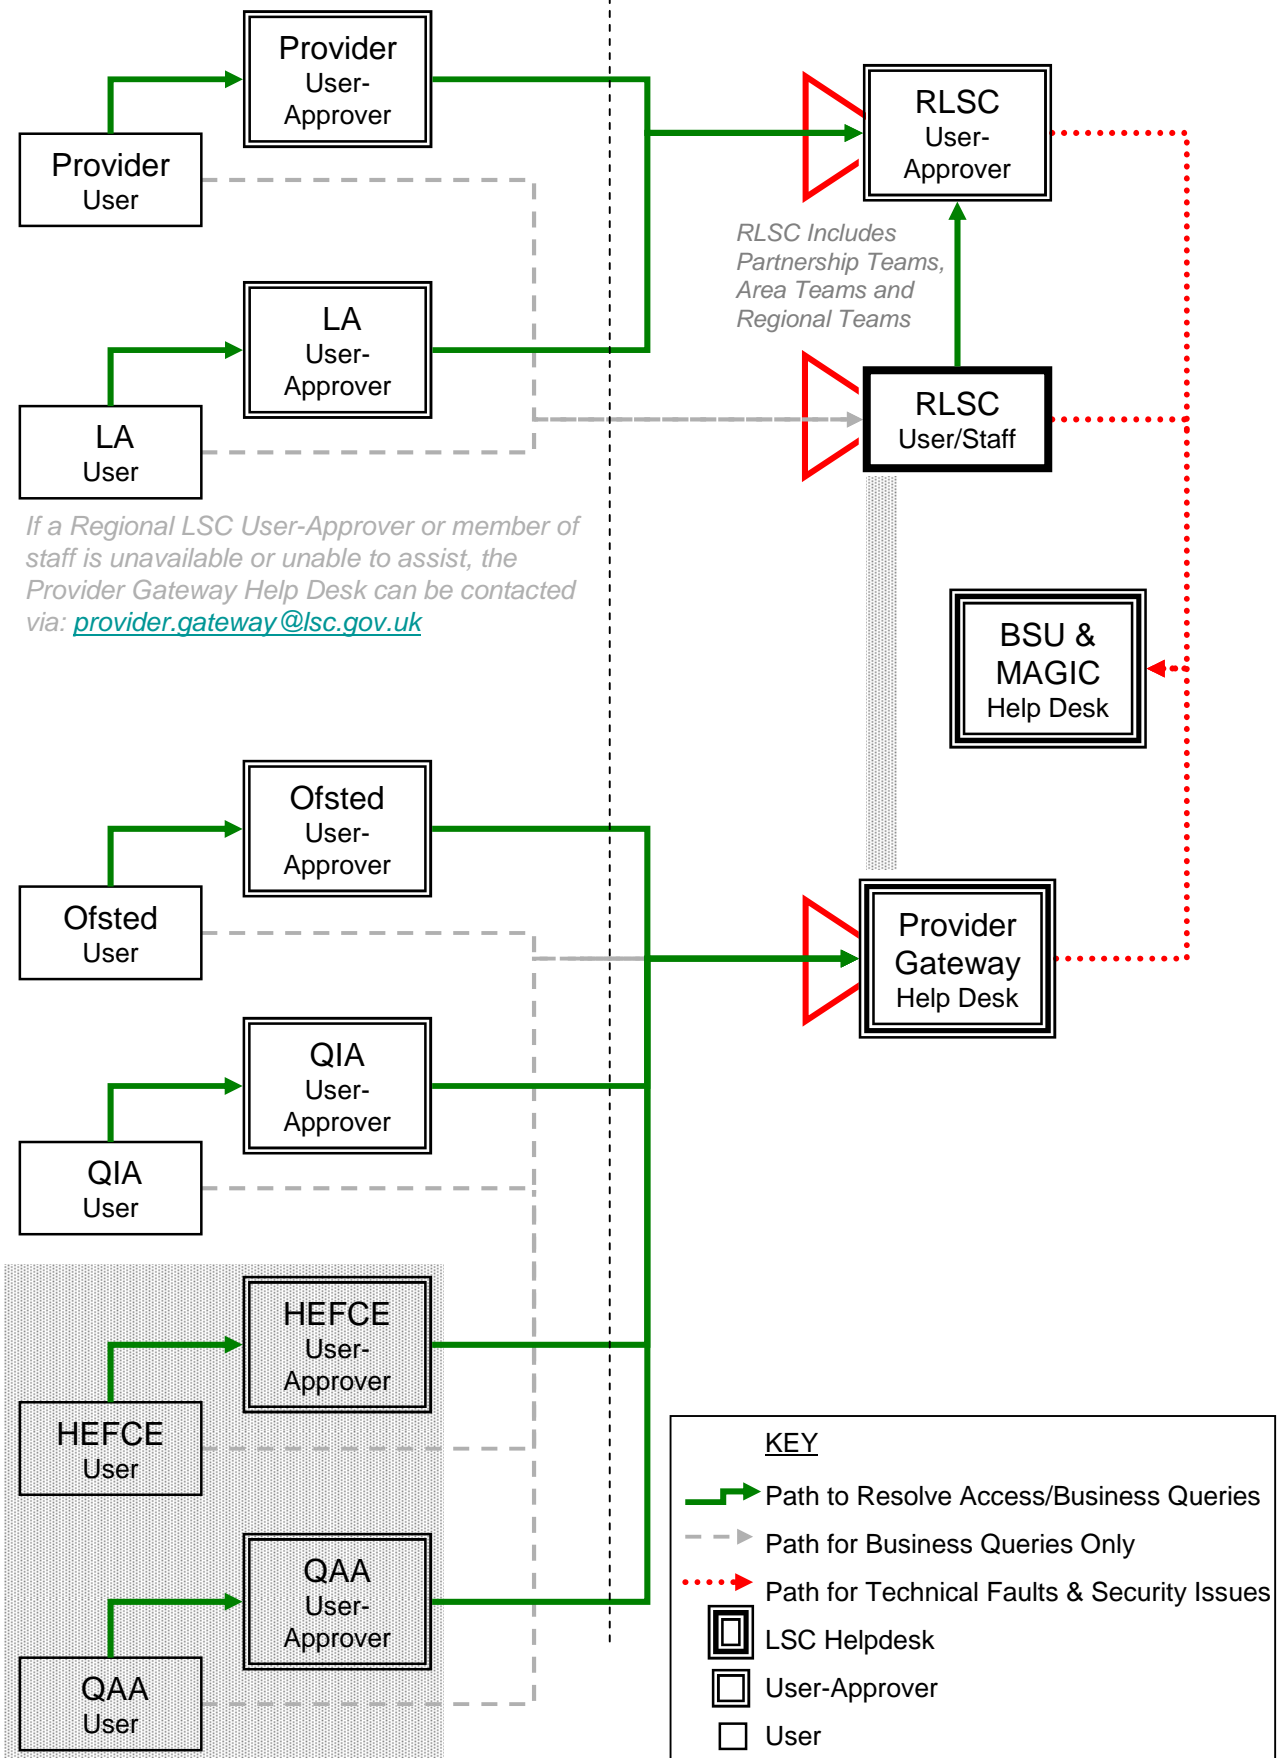 Provider
User-
Approver
Provider
User
RLSC
User-
Approver
RLSC Includes
Partnership Teams,
Area Teams and
Regional Teams
LA
User-
Approver
LA
User
RLSC
User/Staff
If a Regional LSC User-Approver or member of
staff is unavailable or unable to assist, the
Provider Gateway Help Desk can be contacted
via: provider.gateway@lsc.gov.uk
BSU &
MAGIC
Help Desk
Ofsted
User-
Approver
Ofsted
User
Provider
Gateway
Help Desk
QIA
User-
Approver
QIA
User
HEFCE
User-
Approver
HEFCE
User
QAA
User-
Approver
QAA
User
KEY
Path to Resolve Access/Business Queries
Path for Business Queries Only
Path for Technical Faults & Security Issues
LSC Helpdesk
User-Approver
User